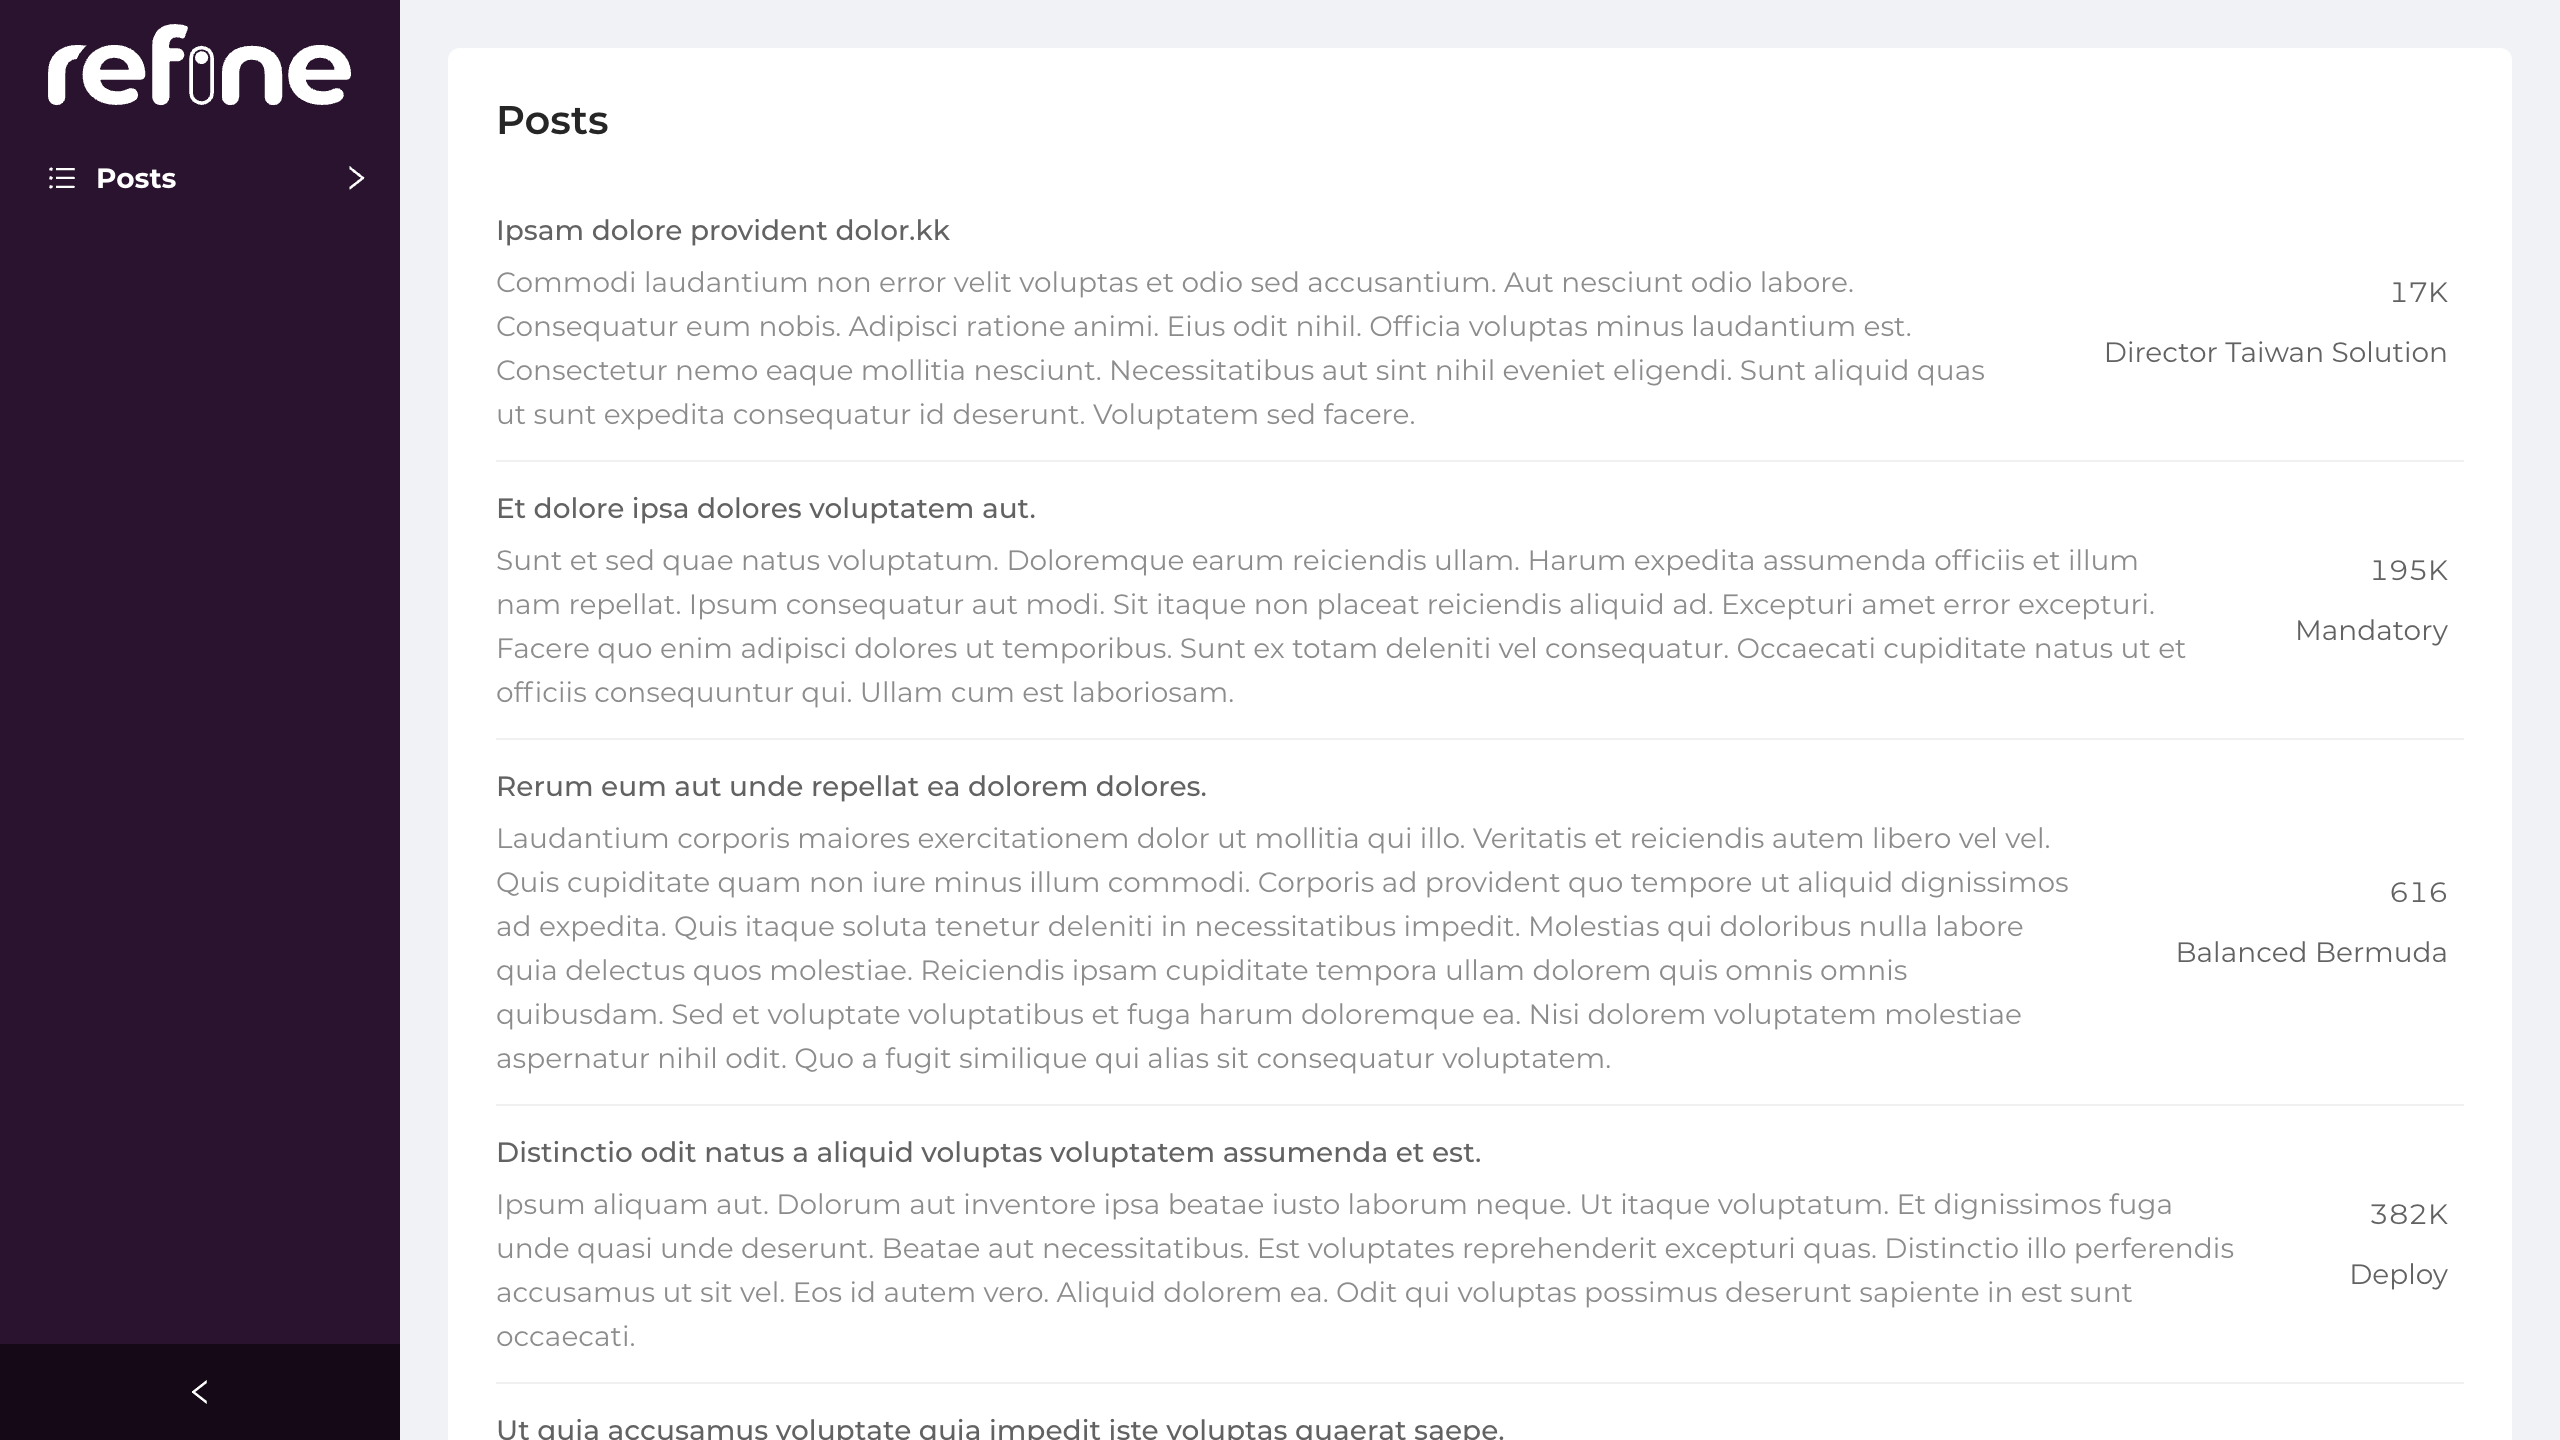 refine
Posts
Posts
Ipsam dolore provident dolor.kk
Commodi laudantium non error velit voluptas et odio sed accusantium. Aut nesciunt odio labore.
Consequatur eum nobis. Adipisci ratione animi. Eius odit nihil. Officia voluptas minus laudantium est.
Consectetur nemo eaque mollitia nesciunt. Necessitatibus aut sint nihil eveniet eligendi. Sunt aliquid quas
ut sunt expedita consequatur id deserunt. Voluptatem sed facere.
17K
Director Taiwan Solution
Et dolore ipsa dolores voluptatem aut.
Sunt et sed quae natus voluptatum. Doloremque earum reiciendis ullam. Harum expedita assumenda officiis et illum
nam repellat. Ipsum consequatur aut modi. Sit itaque non placeat reiciendis aliquid ad. Excepturi amet error excepturi.
Facere quo enim adipisci dolores ut temporibus. Sunt ex totam deleniti vel consequatur. Occaecati cupiditate natus ut et
officiis consequuntur qui. Ullam cum est laboriosam.
195K
Mandatory
Rerum eum aut unde repellat ea dolorem dolores.
Laudantium corporis maiores exercitationem dolor ut mollitia qui illo. Veritatis et reiciendis autem libero vel vel.
Quis cupiditate quam non iure minus illum commodi. Corporis ad provident quo tempore ut aliquid dignissimos
ad expedita. Quis itaque soluta tenetur deleniti in necessitatibus impedit. Molestias qui doloribus nulla labore
quia delectus quos molestiae. Reiciendis ipsam cupiditate tempora ullam dolorem quis omnis omnis
quibusdam. Sed et voluptate voluptatibus et fuga harum doloremque ea. Nisi dolorem voluptatem molestiae
aspernatur nihil odit. Quo a fugit similique qui alias sit consequatur voluptatem.
616
Balanced Bermuda
Distinctio odit natus a aliquid voluptas voluptatem assumenda et est.
Ipsum aliquam aut. Dolorum aut inventore ipsa beatae iusto laborum neque. Ut itaque voluptatum. Et dignissimos fuga
unde quasi unde deserunt. Beatae aut necessitatibus. Est voluptates reprehenderit excepturi quas. Distinctio illo perferendis
accusamus ut sit vel. Eos id autem vero. Aliquid dolorem ea. Odit qui voluptas possimus deserunt sapiente in est sunt
occaecati.
382K
Deploy
Ut quia accusamus voluptate quia impedit iste voluptas quaerat saepe.